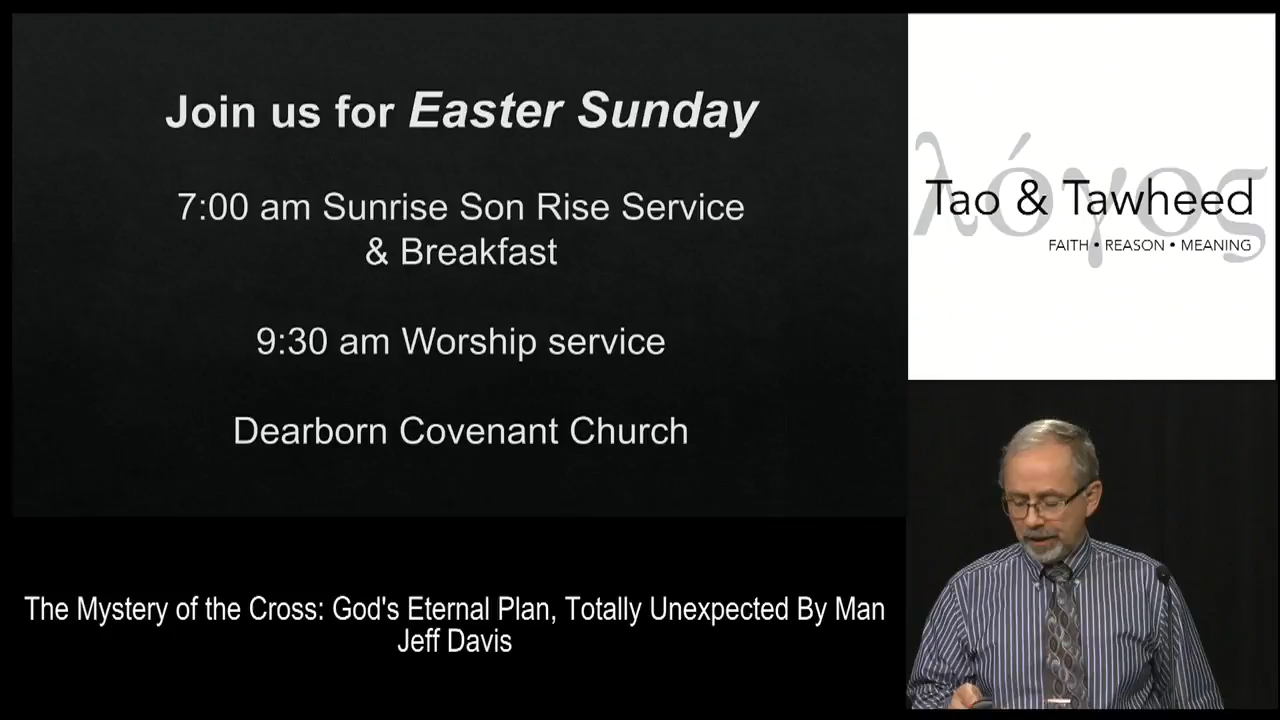 Join us for Easter Sunday
7:00 am Sunrise Son Rise Service
& Breakfast
9:30 am Worship service
Dearborn Covenant Church
λόγος
Tao & Tawheed
FAITH • REASON • MEANING
The Mystery of the Cross: God's Eternal Plan, Totally Unexpected By Man
Jeff Davis